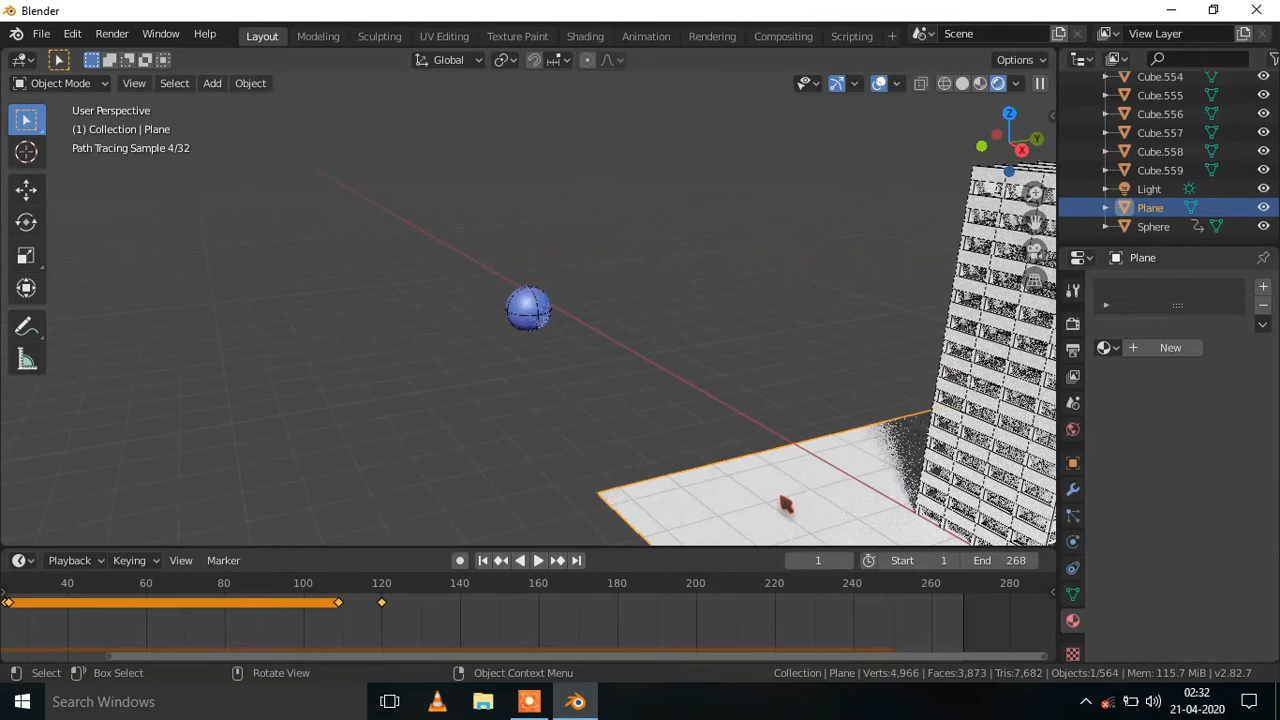 Blender
File Edit Render Window Help Layout Modeling Sculpting UV Editing Texture Paint Shading Animation Rendering Compositing Scripting + Scene View Layer
Global Options
Object Mode View Select Add Object
User Perspective
(1) Collection | Plane
Path Tracing Sample 4/32
Z
Y
X
Cube.554
Cube.555
Cube.556
Cube.557
Cube.558
Cube.559
Light
Plane
Sphere
Plane
New
Playback Keying View Marker 1 Start 1 End 268
40 60 80 100 120 140 160 180 200 220 240 260 280
Select Box Select Rotate View Object Context Menu Collection | Plane | Verts:4,966 | Faces:3,873 | Tris:7,682 | Objects:1/564 | Mem: 115.7 MiB | v2.82.7
Search Windows
02:32
21-04-2020